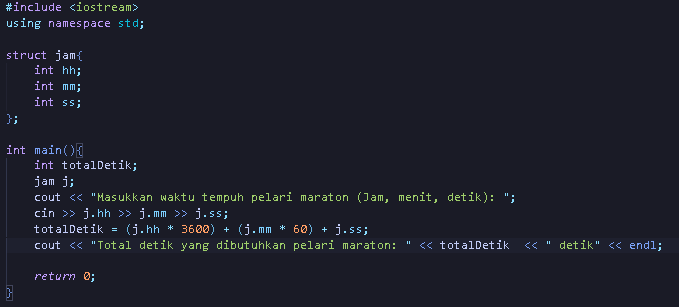 #include <iostream>
using namespace std;

struct jam{
    int hh;
    int mm;
    int ss;
};

int main(){
    int totalDetik;
    jam j;
    cout << "Masukkan waktu tempuh pelari maraton (Jam, menit, detik): ";
    cin >> j.hh >> j.mm >> j.ss;
    totalDetik = (j.hh * 3600) + (j.mm * 60) + j.ss;
    cout << "Total detik yang dibutuhkan pelari maraton: " << totalDetik  << " detik" << endl;

    return 0;
}